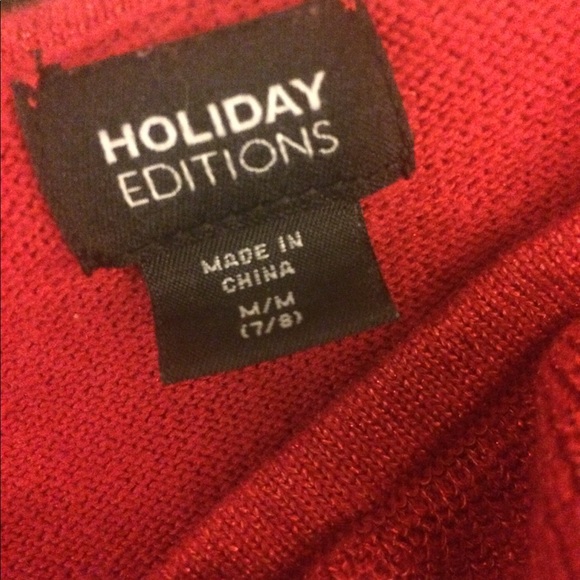 HOLIDAY
EDITIONS
MADE IN
CHINA
M/M
(7/8)